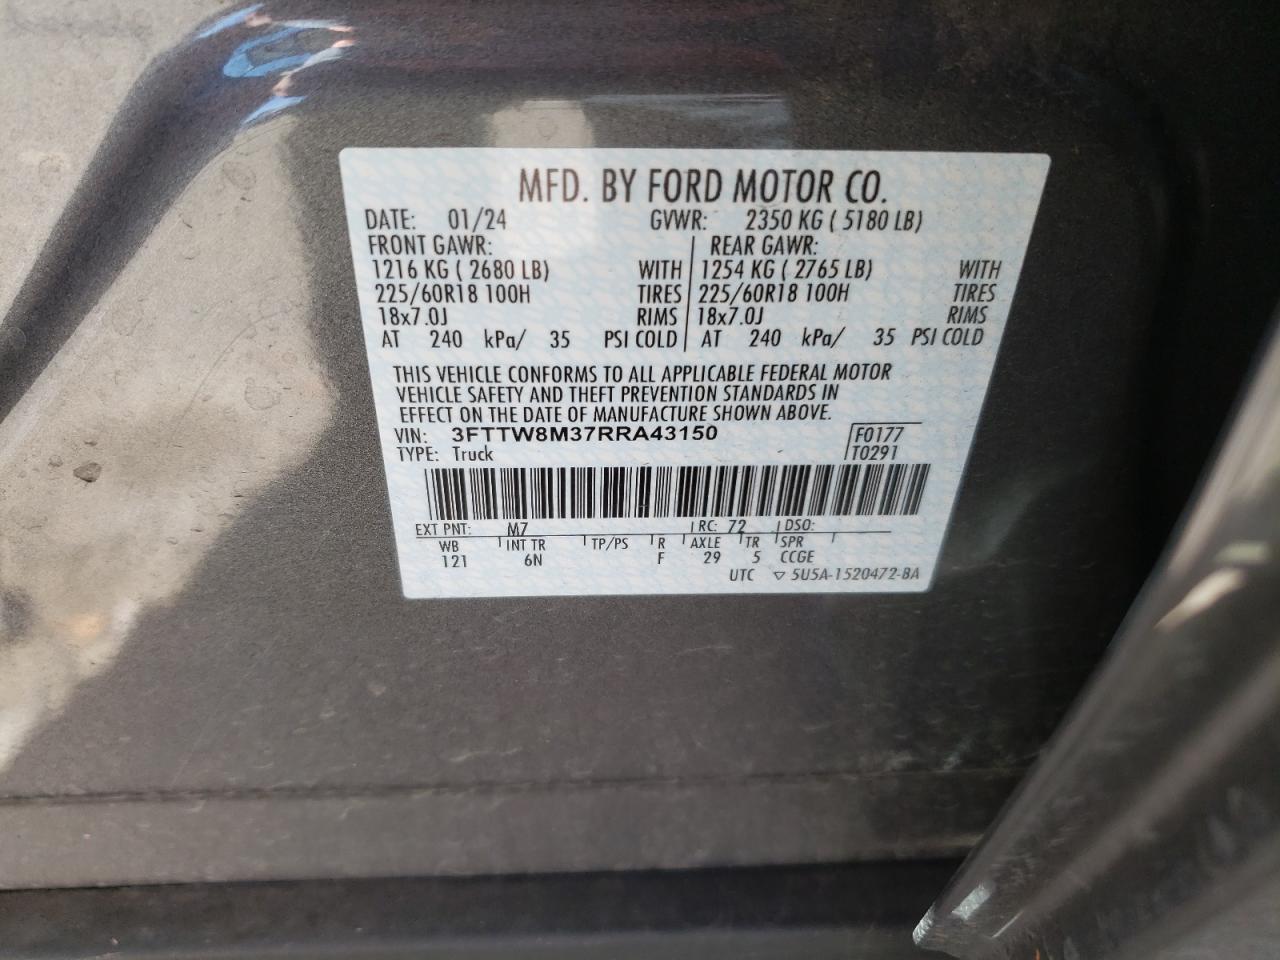 MFD. BY FORD MOTOR CO.
DATE: 01/24 GVWR: 2350 KG ( 5180 LB)
FRONT GAWR: REAR GAWR:
1216 KG ( 2680 LB) WITH 1254 KG ( 2765 LB) WITH
225/60R18 100H TIRES 225/60R18 100H TIRES
18x7.0J RIMS 18x7.0J RIMS
AT 240 kPa/ 35 PSI COLD AT 240 kPa/ 35 PSI COLD
THIS VEHICLE CONFORMS TO ALL APPLICABLE FEDERAL MOTOR
VEHICLE SAFETY AND THEFT PREVENTION STANDARDS IN
EFFECT ON THE DATE OF MANUFACTURE SHOWN ABOVE.
VIN: 3FTTW8M37RRA43150 F0177
TYPE: Truck T0291
EXT PNT: M7 RC: 72 DSO:
WB INT TR TP/PS R AXLE TR SPR
121 6N F 29 5 CCGE
UTC ▽ 5U5A-1520472-BA